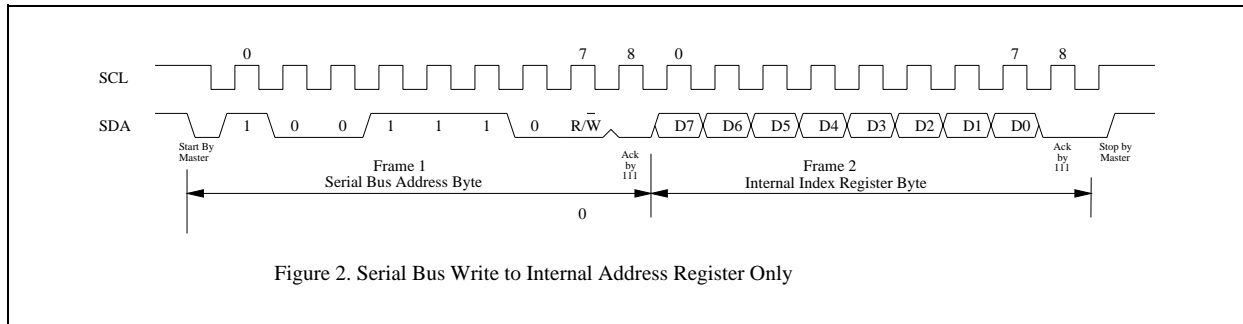 0 7 8 0 7 8
SCL
SDA 1 0 0 1 1 1 0 R/W̅ D7 D6 D5 D4 D3 D2 D1 D0
Start By
Master
Ack
by
111
Ack
by
111
Stop by
Master
Frame 1
Serial Bus Address Byte
Frame 2
Internal Index Register Byte
0
Figure 2. Serial Bus Write to Internal Address Register Only